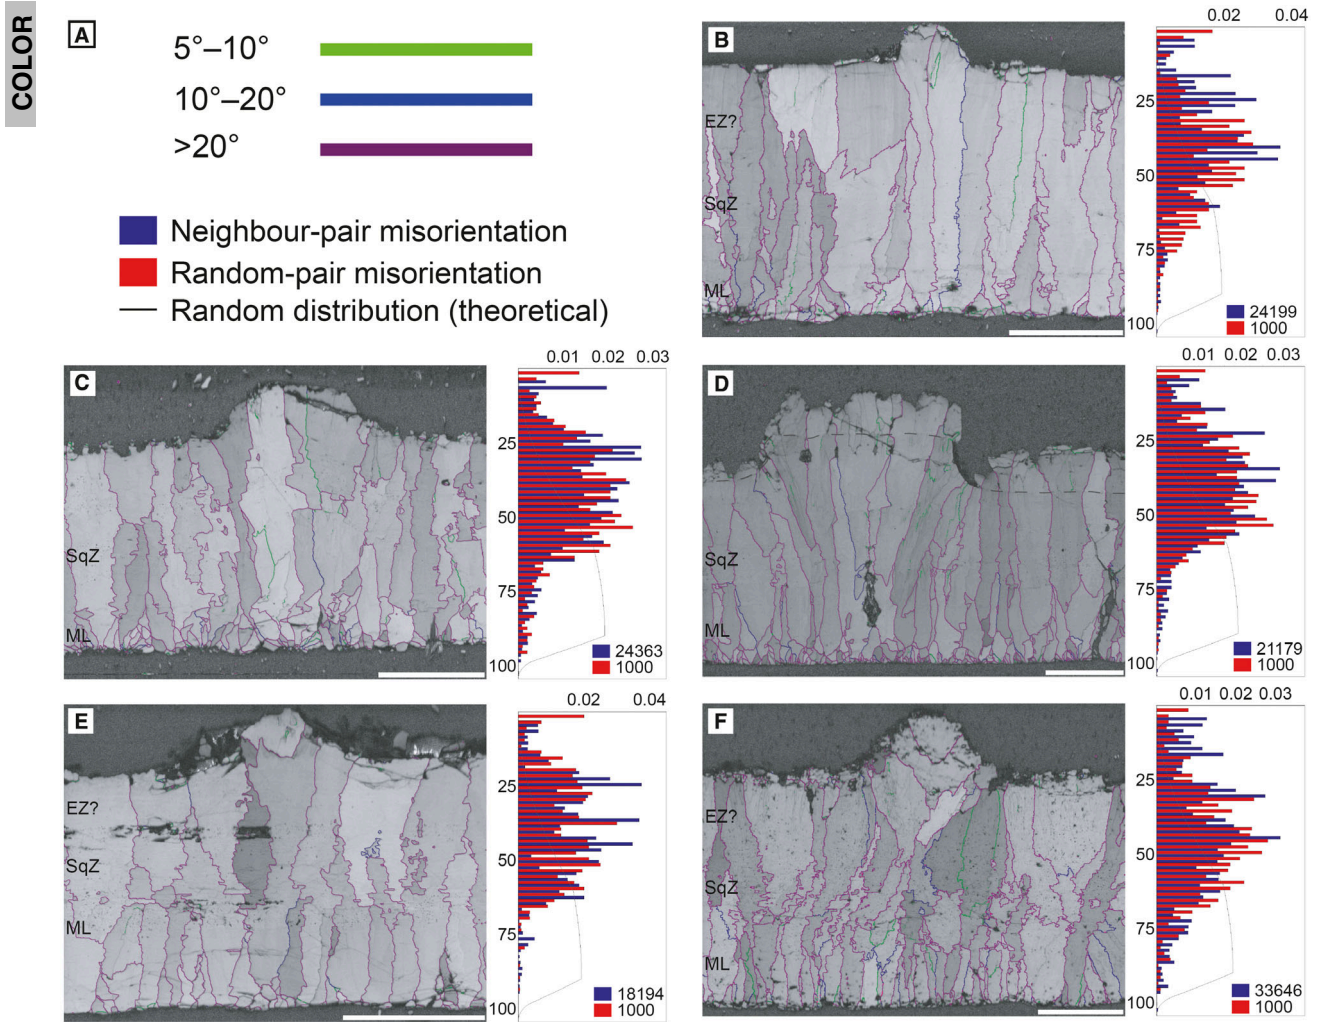 COLOR
A
5°–10°
10°–20°
>20°
Neighbour-pair misorientation
Random-pair misorientation
Random distribution (theoretical)
B
EZ?
SqZ
ML
0.02 0.04
25
50
75
100
24199
1000
C
SqZ
ML
0.01 0.02 0.03
25
50
75
100
24363
1000
D
SqZ
ML
0.01 0.02 0.03
25
50
75
100
21179
1000
E
EZ?
SqZ
ML
0.02 0.04
25
50
75
100
18194
1000
F
EZ?
SqZ
ML
0.01 0.02 0.03
25
50
75
100
33646
1000